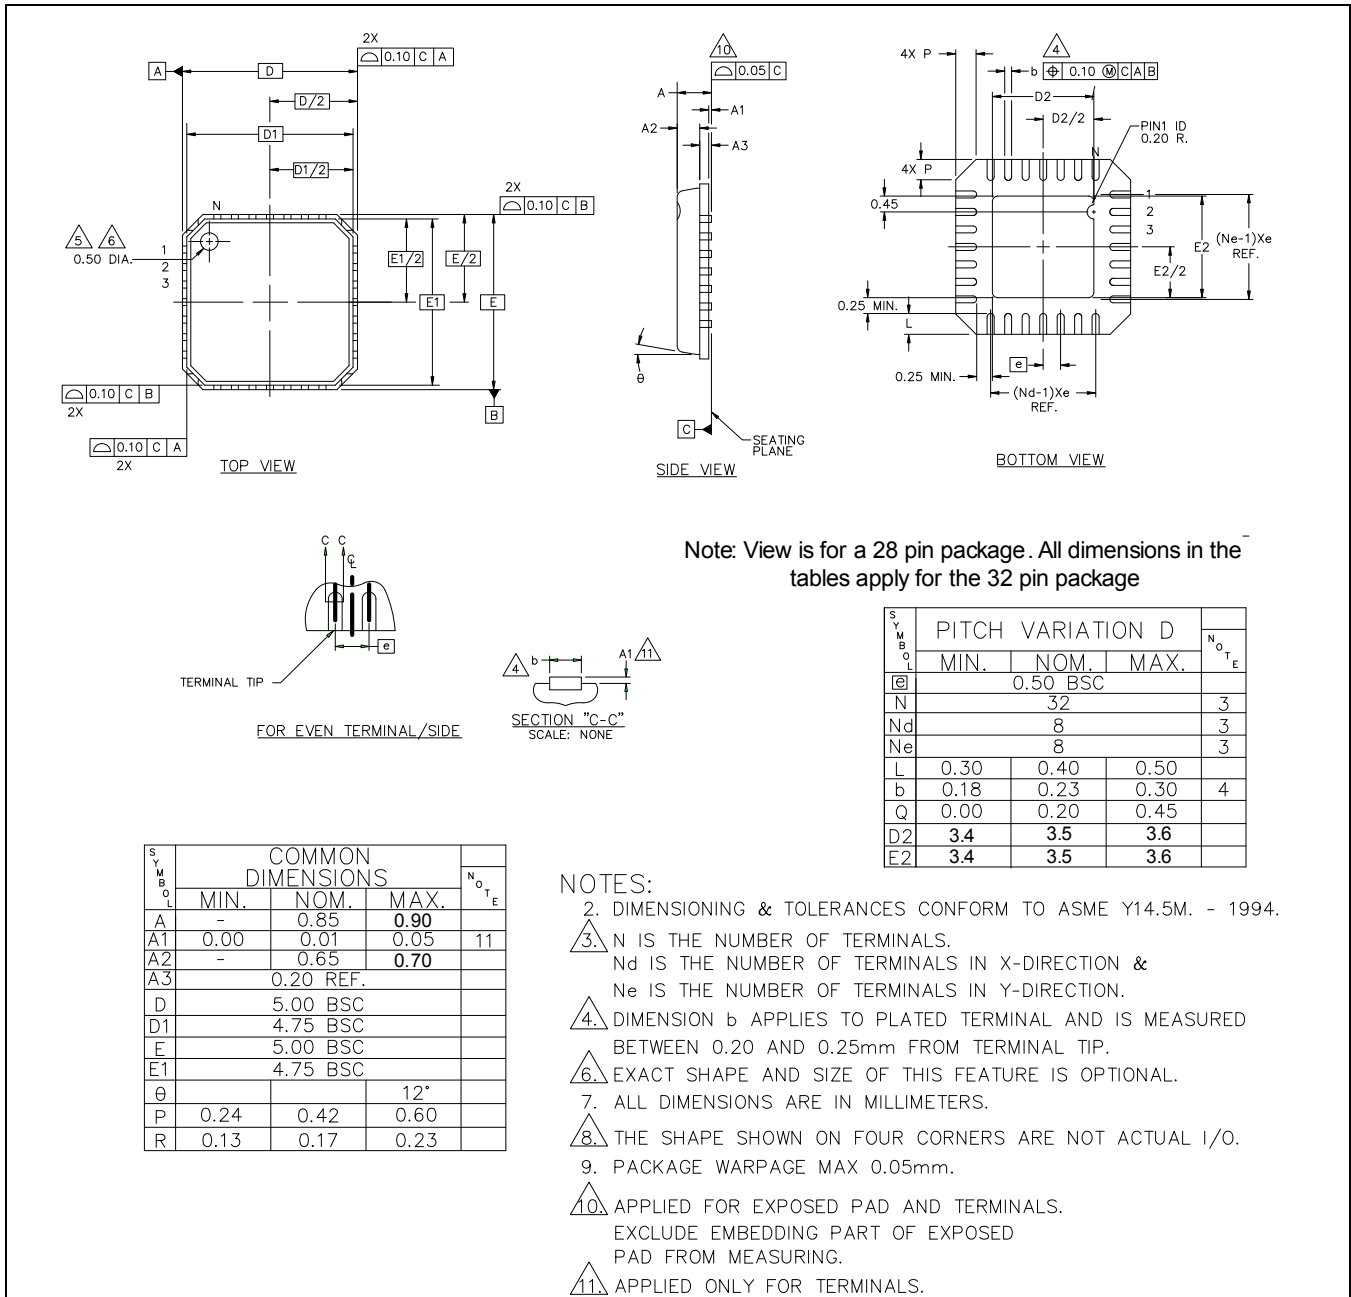 2X
0.10 C A
A
D
D/2
D1
D1/2
2X
0.10 C B
N
5 6
0.50 DIA.
1
2
3
E1/2
E/2
E1
E
0.10 C B
2X
B
0.10 C A
2X
TOP VIEW
10
0.05 C
A
A1
A2
A3
θ
C
SEATING
PLANE
SIDE VIEW
4X P
4
b 0.10 M C A B
D2
D2/2
PIN1 ID
0.20 R.
N
4X P
0.45
1
2
3
E2
(Ne-1)Xe
REF.
E2/2
0.25 MIN.
L
e
0.25 MIN.
(Nd-1)Xe
REF.
BOTTOM VIEW
C C
℄
e
TERMINAL TIP
FOR EVEN TERMINAL/SIDE
4 b A1 11
SECTION "C-C"
SCALE: NONE
Note: View is for a 28 pin package. All dimensions in the
tables apply for the 32 pin package
SYMBOL PITCH VARIATION D NOTE
MIN. NOM. MAX.
e 0.50 BSC
N 32 3
Nd 8 3
Ne 8 3
L 0.30 0.40 0.50
b 0.18 0.23 0.30 4
Q 0.00 0.20 0.45
D2 3.4 3.5 3.6
E2 3.4 3.5 3.6
SYMBOL COMMON DIMENSIONS NOTE
MIN. NOM. MAX.
A - 0.85 0.90
A1 0.00 0.01 0.05 11
A2 - 0.65 0.70
A3 0.20 REF.
D 5.00 BSC
D1 4.75 BSC
E 5.00 BSC
E1 4.75 BSC
θ 12°
P 0.24 0.42 0.60
R 0.13 0.17 0.23
NOTES:
2. DIMENSIONING & TOLERANCES CONFORM TO ASME Y14.5M. - 1994.
3. N IS THE NUMBER OF TERMINALS.
Nd IS THE NUMBER OF TERMINALS IN X-DIRECTION &
Ne IS THE NUMBER OF TERMINALS IN Y-DIRECTION.
4. DIMENSION b APPLIES TO PLATED TERMINAL AND IS MEASURED
BETWEEN 0.20 AND 0.25mm FROM TERMINAL TIP.
6. EXACT SHAPE AND SIZE OF THIS FEATURE IS OPTIONAL.
7. ALL DIMENSIONS ARE IN MILLIMETERS.
8. THE SHAPE SHOWN ON FOUR CORNERS ARE NOT ACTUAL I/O.
9. PACKAGE WARPAGE MAX 0.05mm.
10. APPLIED FOR EXPOSED PAD AND TERMINALS.
EXCLUDE EMBEDDING PART OF EXPOSED
PAD FROM MEASURING.
11. APPLIED ONLY FOR TERMINALS.